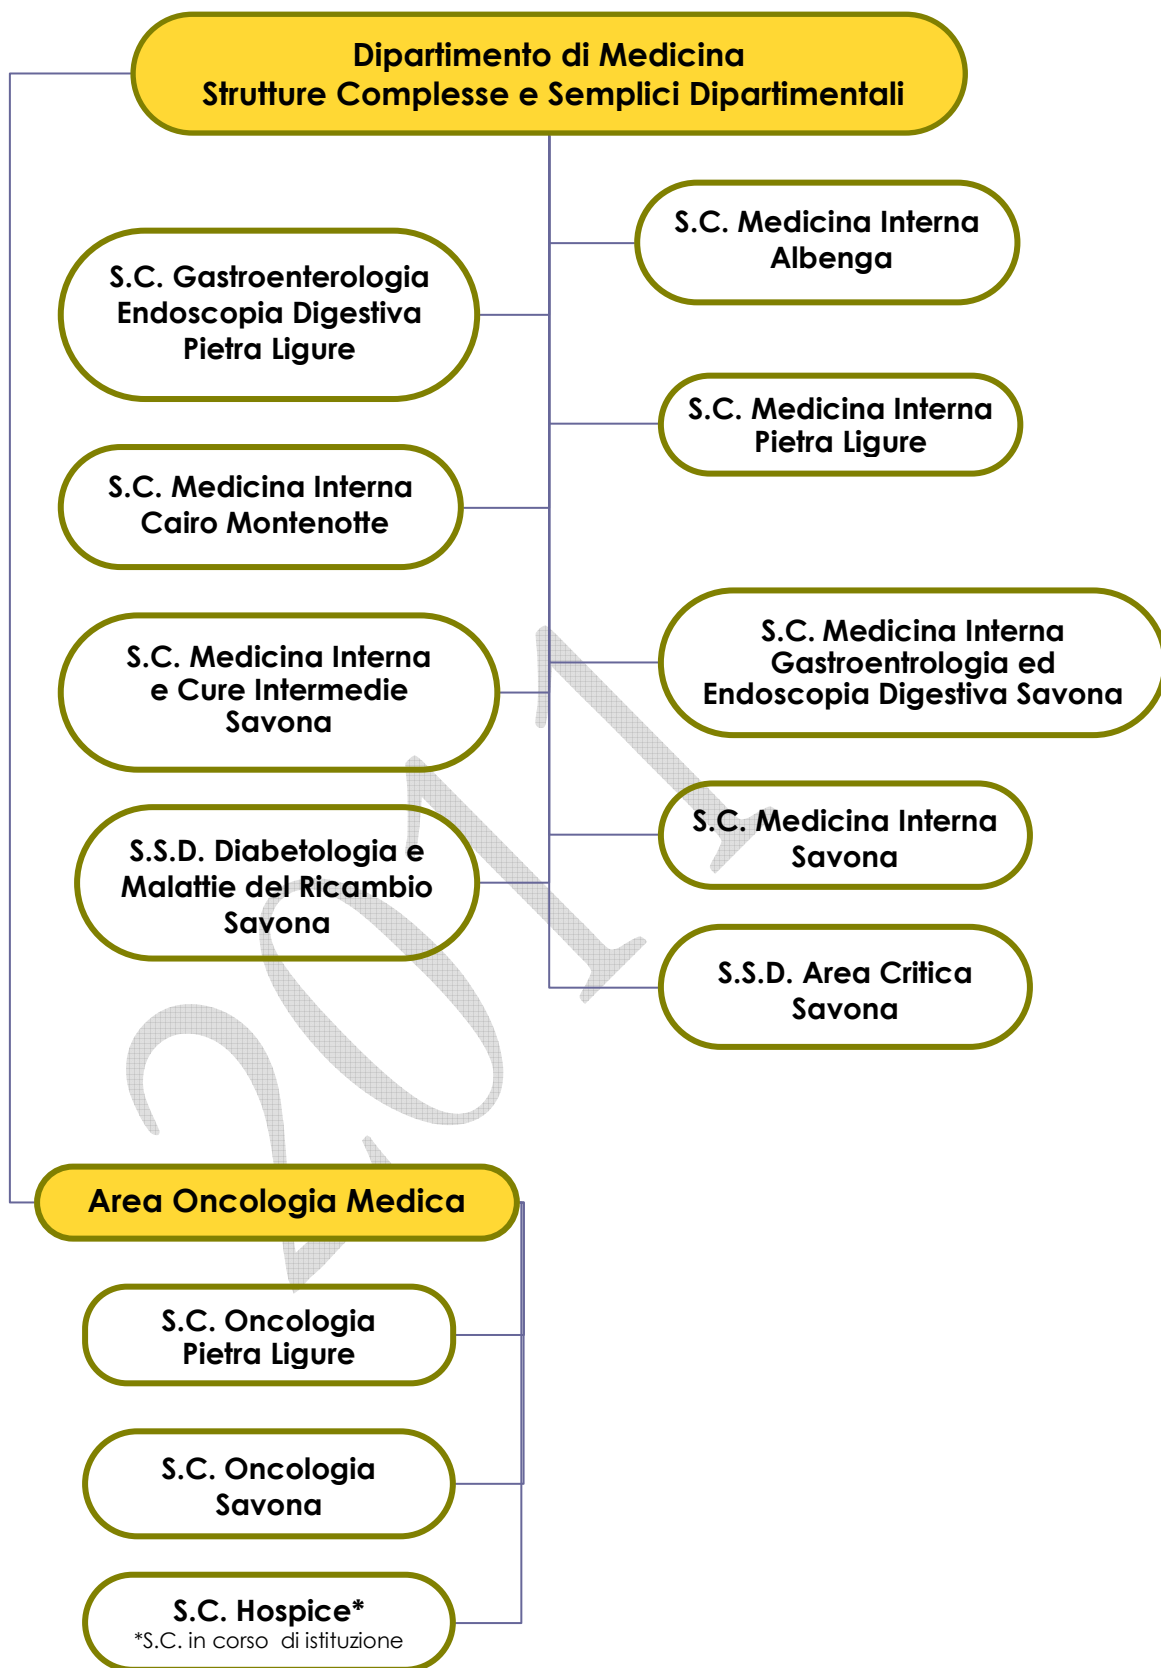 Dipartimento di Medicina
Strutture Complesse e Semplici Dipartimentali
S.C. Medicina Interna
Albenga
S.C. Gastroenterologia
Endoscopia Digestiva
Pietra Ligure
S.C. Medicina Interna
Pietra Ligure
S.C. Medicina Interna
Cairo Montenotte
S.C. Medicina Interna
Gastroentrologia ed
Endoscopia Digestiva Savona
S.C. Medicina Interna
e Cure Intermedie
Savona
S.C. Medicina Interna
Savona
S.S.D. Diabetologia e
Malattie del Ricambio
Savona
S.S.D. Area Critica
Savona
2011
Area Oncologia Medica
S.C. Oncologia
Pietra Ligure
S.C. Oncologia
Savona
S.C. Hospice*
*S.C. in corso di istituzione